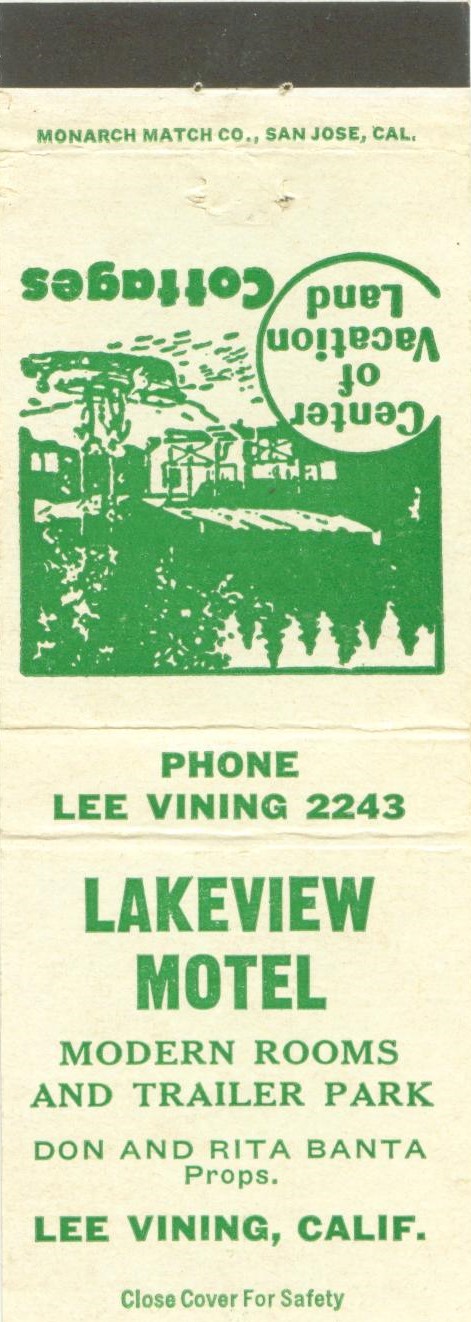 MONARCH MATCH CO., SAN JOSE, CAL.
Center
of
Vacation
Land
Cottages
PHONE
LEE VINING 2243
LAKEVIEW
MOTEL
MODERN ROOMS
AND TRAILER PARK
DON AND RITA BANTA
Props.
LEE VINING, CALIF.
Close Cover For Safety